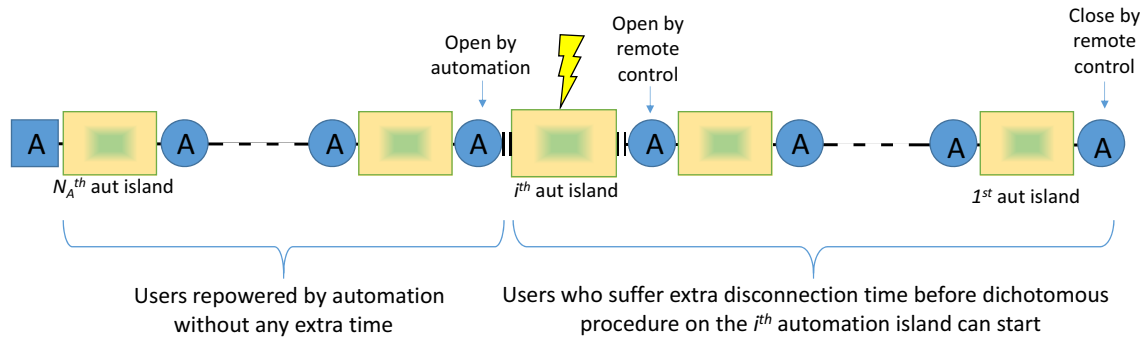 Open by
automation
Open by
remote
control
Close by
remote
control
A A A A A A A A
N_A^th aut island
i^th aut island
1^st aut island
Users repowered by automation
without any extra time
Users who suffer extra disconnection time before dichotomous
procedure on the i^th automation island can start